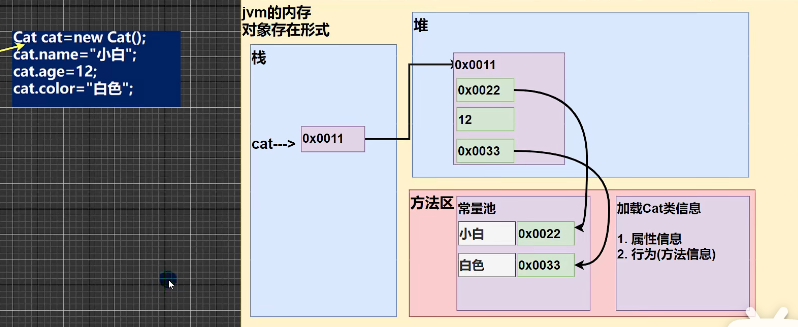 Cat cat=new Cat();
cat.name="小白";
cat.age=12;
cat.color="白色";
jvm的内存
对象存在形式
栈
cat---> 0x0011
堆
0x0011
0x0022
12
0x0033
方法区
常量池
小白 0x0022
白色 0x0033
加载Cat类信息
1. 属性信息
2. 行为(方法信息)